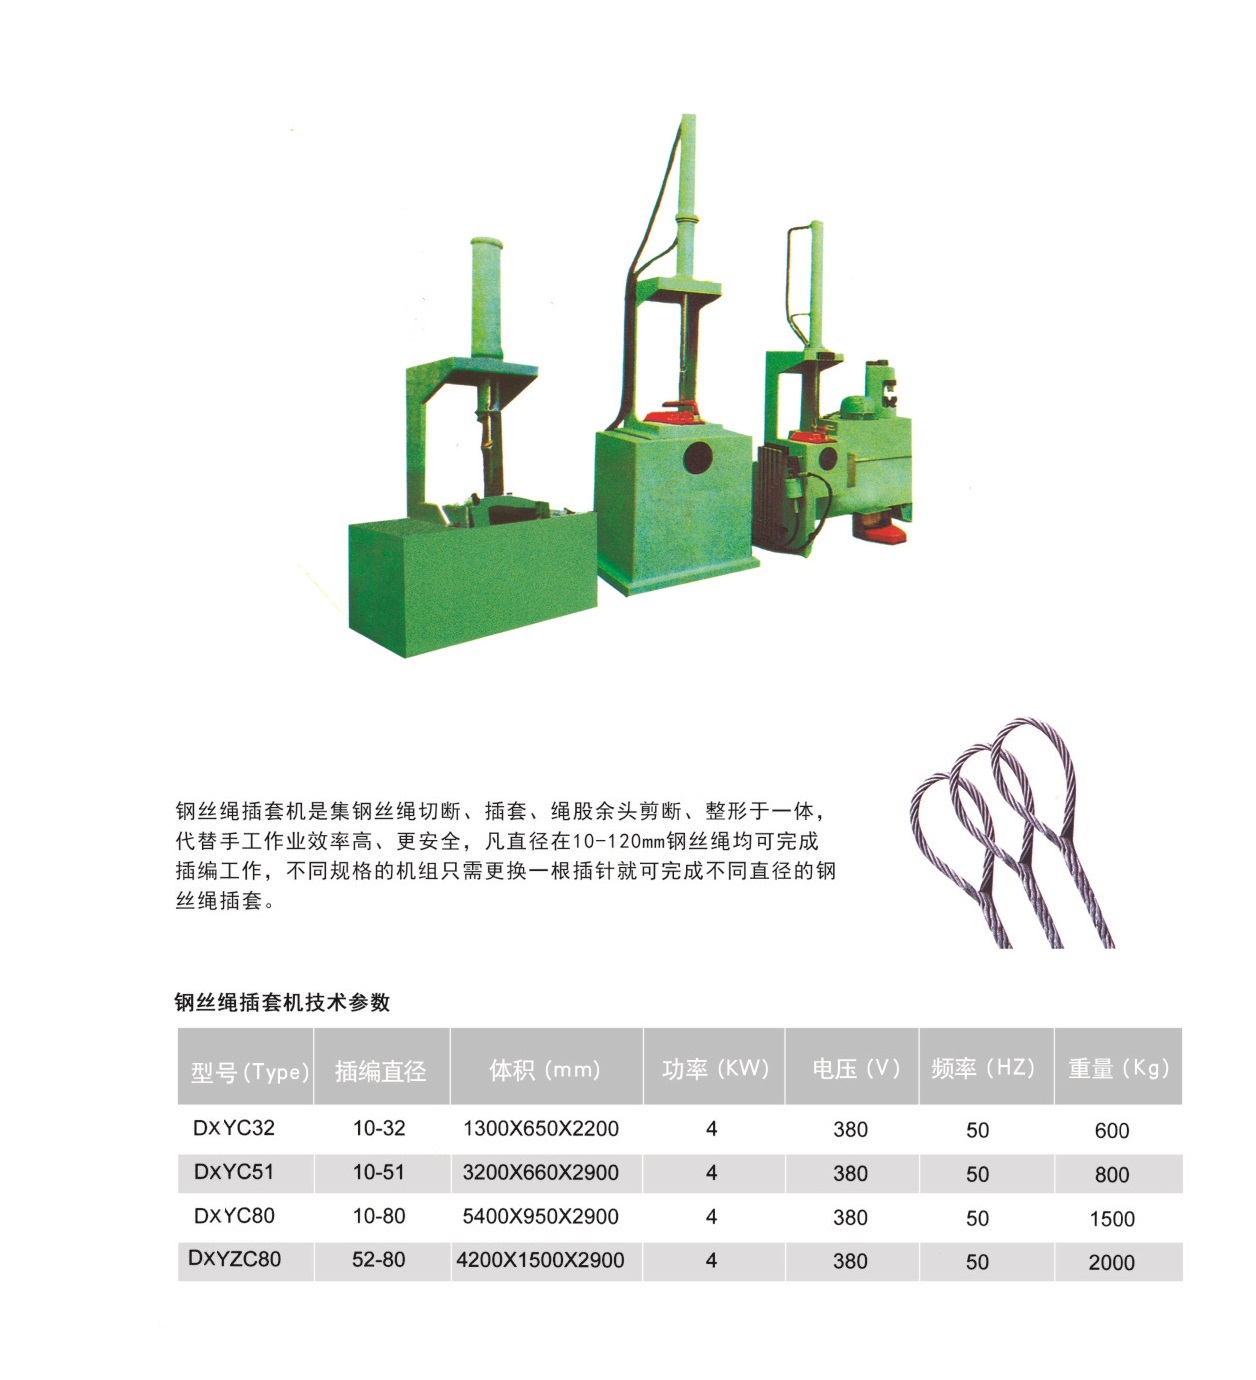 钢丝绳插套机是集钢丝绳切断、插套、绳股余头剪断、整形于一体，
代替手工作业效率高、更安全，凡直径在10-120mm钢丝绳均可完成
插编工作，不同规格的机组只需更换一根插针就可完成不同直径的钢
丝绳插套。
钢丝绳插套机技术参数
型号(Type) 插编直径 体积(mm) 功率(KW) 电压(V) 频率(HZ) 重量(Kg)
DXYC32 10-32 1300X650X2200 4 380 50 600
DXYC51 10-51 3200X660X2900 4 380 50 800
DXYC80 10-80 5400X950X2900 4 380 50 1500
DXYZC80 52-80 4200X1500X2900 4 380 50 2000